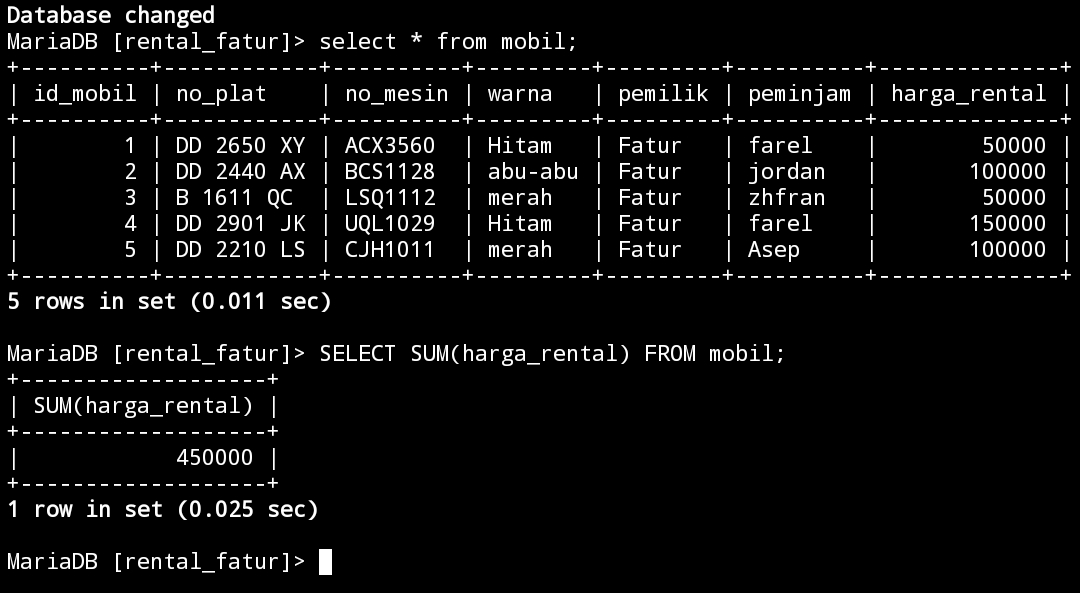 Database changed
MariaDB [rental_fatur]> select * from mobil;
+----------+------------+----------+---------+---------+----------+--------------+
| id_mobil | no_plat    | no_mesin | warna   | pemilik | peminjam | harga_rental |
+----------+------------+----------+---------+---------+----------+--------------+
|        1 | DD 2650 XY | ACX3560  | Hitam   | Fatur   | farel    |        50000 |
|        2 | DD 2440 AX | BCS1128  | abu-abu | Fatur   | jordan   |       100000 |
|        3 | B 1611 QC  | LSQ1112  | merah   | Fatur   | zhfran   |        50000 |
|        4 | DD 2901 JK | UQL1029  | Hitam   | Fatur   | farel    |       150000 |
|        5 | DD 2210 LS | CJH1011  | merah   | Fatur   | Asep     |       100000 |
+----------+------------+----------+---------+---------+----------+--------------+
5 rows in set (0.011 sec)

MariaDB [rental_fatur]> SELECT SUM(harga_rental) FROM mobil;
+-------------------+
| SUM(harga_rental) |
+-------------------+
|            450000 |
+-------------------+
1 row in set (0.025 sec)

MariaDB [rental_fatur]>